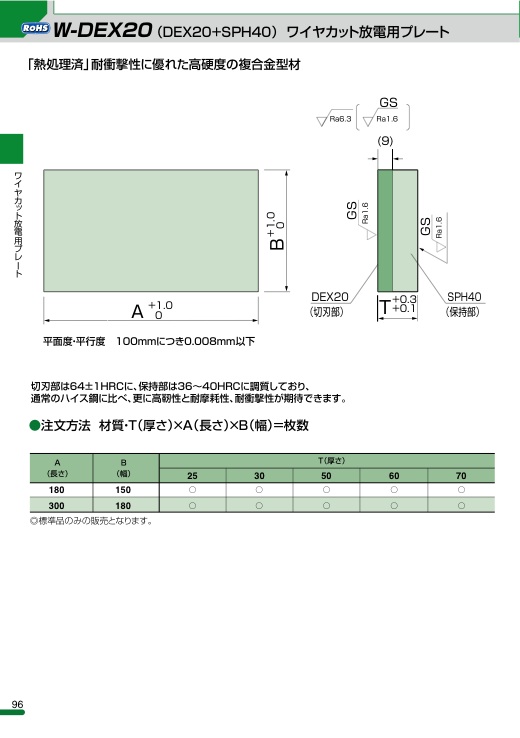 RoHS W-DEX20 (DEX20+SPH40) ワイヤカット放電用プレート
「熱処理済」耐衝撃性に優れた高硬度の複合金型材
ワイヤカット放電用プレート
GS
Ra6.3 Ra1.6
(9)
GS
Ra1.6
GS
Ra1.6
B +1.0 0
A +1.0 0
DEX20
(切刃部)
T +0.3 +0.1
SPH40
(保持部)
平面度・平行度 100mmにつき0.008mm以下
切刃部は64±1HRCに、保持部は36〜40HRCに調質しており、
通常のハイス鋼に比べ、更に高靭性と耐摩耗性、耐衝撃性が期待できます。
●注文方法 材質・T(厚さ)×A(長さ)×B(幅)=枚数
A (長さ) B (幅) T(厚さ)
25 30 50 60 70
180 150 ○ ○ ○ ○ ○
300 180 ○ ○ ○ ○ ○
◎標準品のみの販売となります。
96